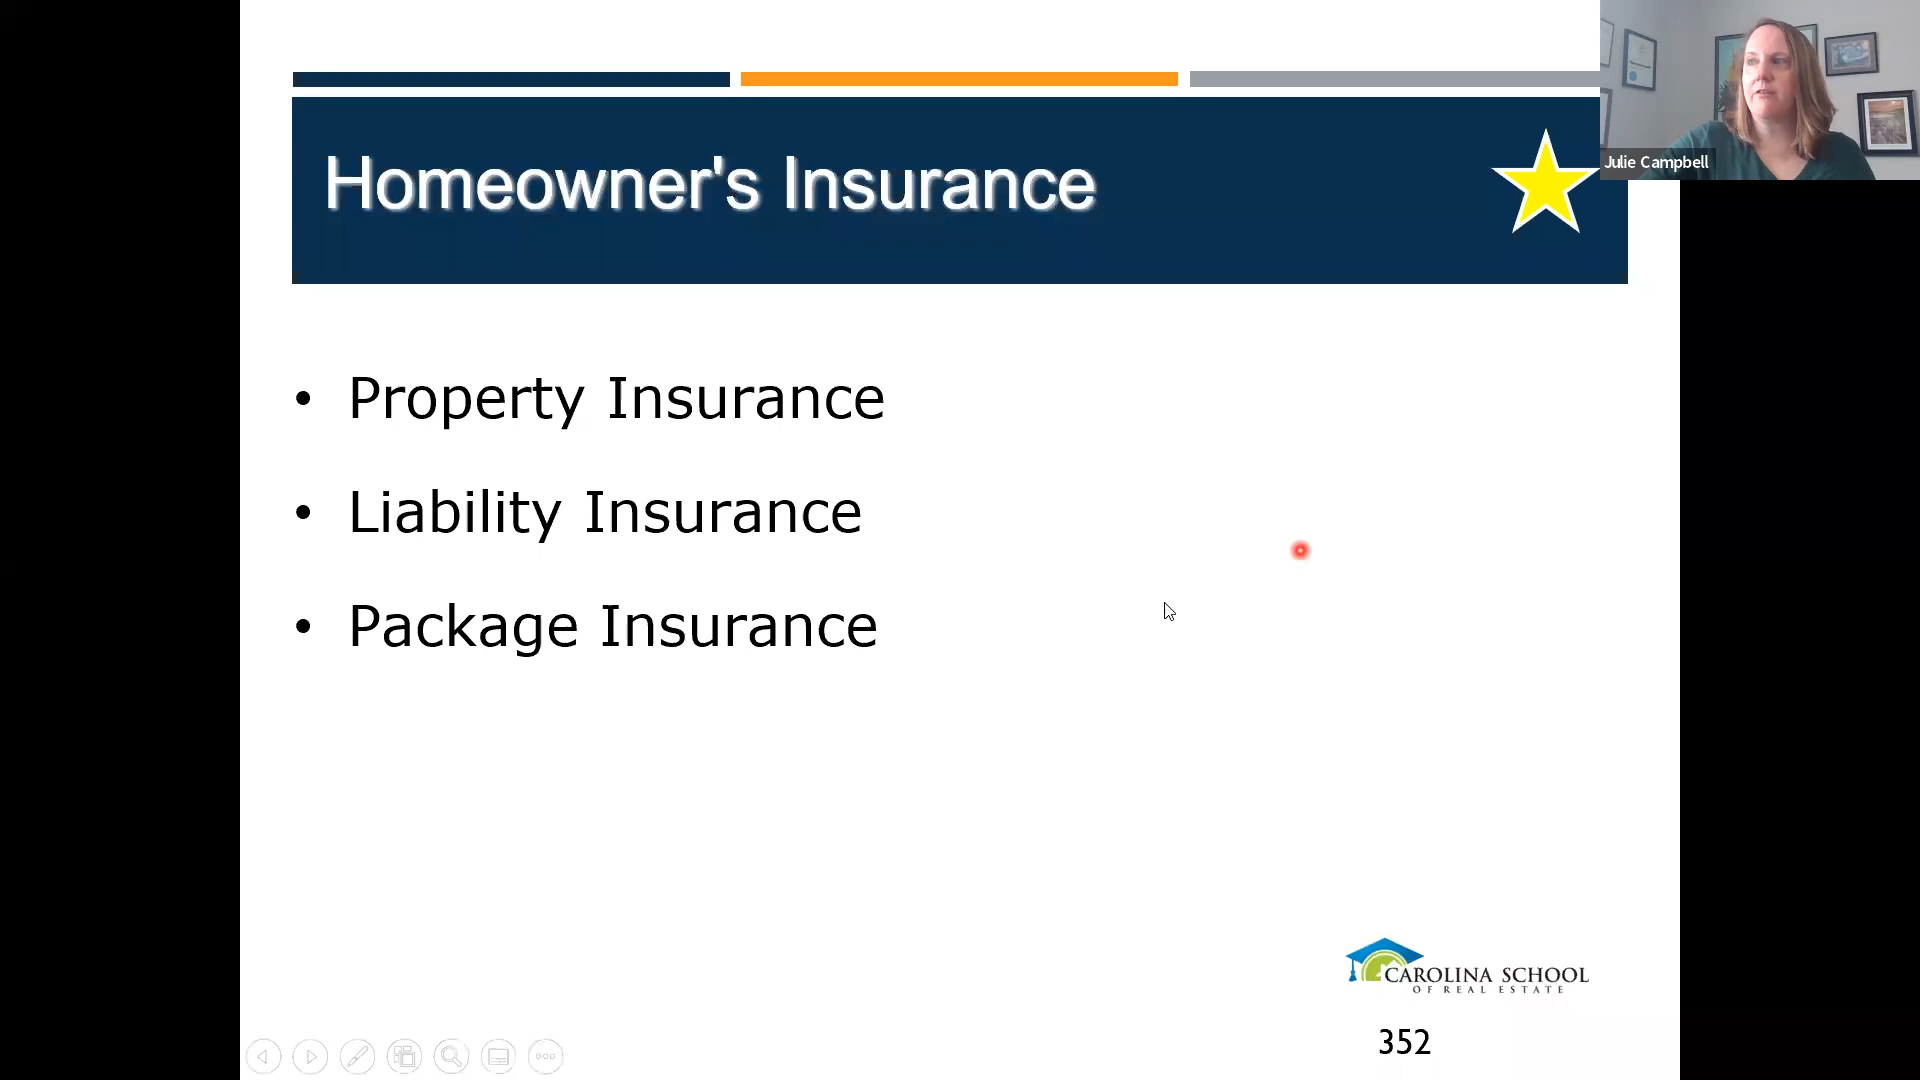 Julie Campbell
Homeowner's Insurance
• Property Insurance
• Liability Insurance
• Package Insurance
CAROLINA SCHOOL
OF REAL ESTATE
352